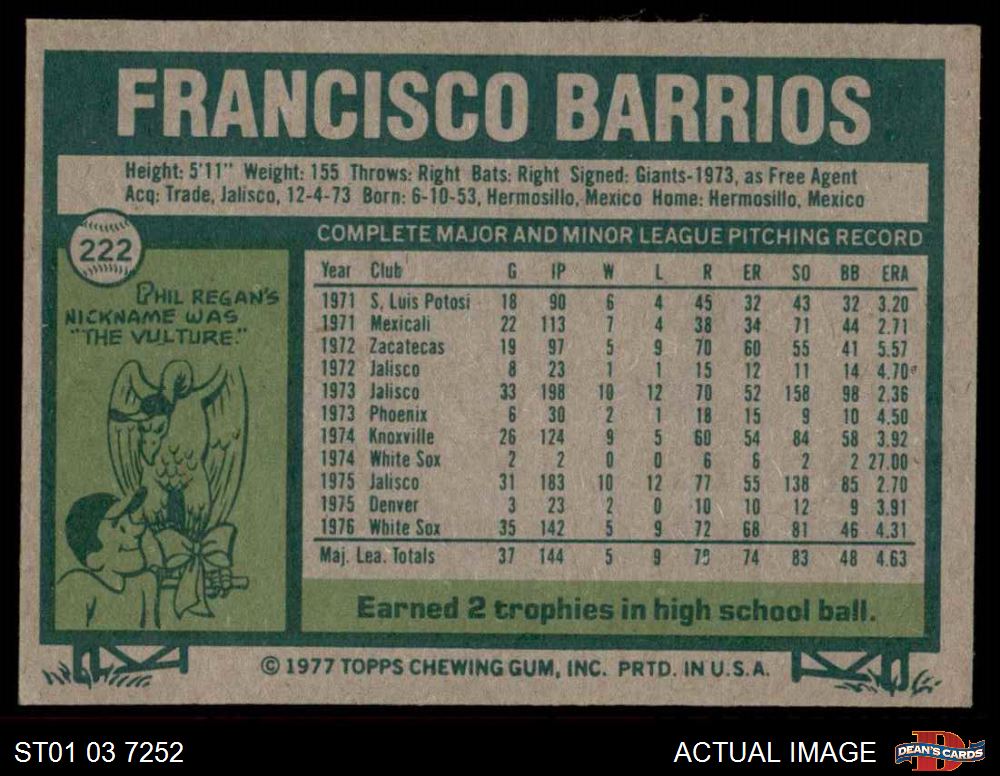 FRANCISCO BARRIOS
Height: 5'11" Weight: 155 Throws: Right Bats: Right Signed: Giants-1973, as Free Agent
Acq: Trade, Jalisco, 12-4-73 Born: 6-10-53, Hermosillo, Mexico Home: Hermosillo, Mexico
222
PHIL REGAN'S
NICKNAME WAS
"THE VULTURE."
COMPLETE MAJOR AND MINOR LEAGUE PITCHING RECORD
Year Club G IP W L R ER SO BB ERA
1971 S. Luis Potosi 18 90 6 4 45 32 43 32 3.20
1971 Mexicali 22 113 7 4 38 34 71 44 2.71
1972 Zacatecas 19 97 5 9 70 60 55 41 5.57
1972 Jalisco 8 23 1 1 15 12 11 14 4.70
1973 Jalisco 33 198 10 12 70 52 158 98 2.36
1973 Phoenix 6 30 2 1 18 15 9 10 4.50
1974 Knoxville 26 124 9 5 60 54 84 58 3.92
1974 White Sox 2 2 0 0 6 6 2 2 27.00
1975 Jalisco 31 183 10 12 77 55 138 85 2.70
1975 Denver 3 23 2 0 10 10 12 9 3.91
1976 White Sox 35 142 5 9 72 68 81 46 4.31
Maj. Lea. Totals 37 144 5 9 78 74 83 48 4.63
Earned 2 trophies in high school ball.
© 1977 TOPPS CHEWING GUM, INC. PRTD. IN U.S.A.
ST01 03 7252
ACTUAL IMAGE
D
DEAN'S CARDS